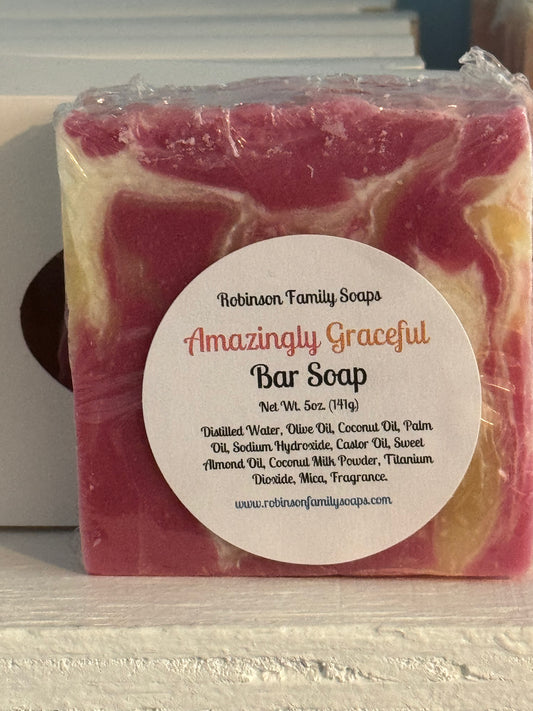 Robinson Family Soaps
Amazingly Graceful
Bar Soap
Net Wt. 5oz. (141g)
Distilled Water, Olive Oil, Coconut Oil, Palm
Oil, Sodium Hydroxide, Castor Oil, Sweet
Almond Oil, Coconut Milk Powder, Titanium
Dioxide, Mica, Fragrance.
www.robinsonfamilysoaps.com